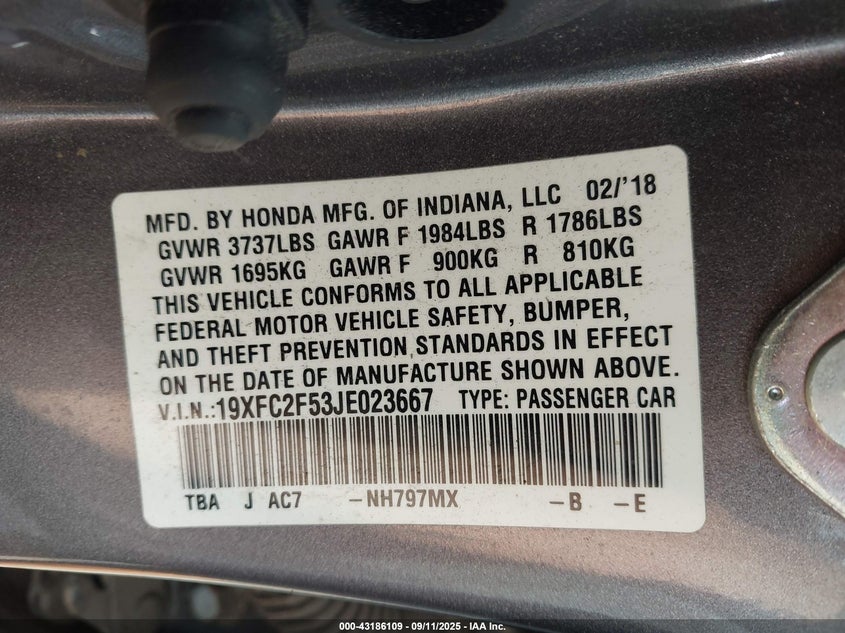 MFD. BY HONDA MFG. OF INDIANA, LLC 02/'18
GVWR 3737LBS GAWR F 1984LBS R 1786LBS
GVWR 1695KG GAWR F 900KG R 810KG
THIS VEHICLE CONFORMS TO ALL APPLICABLE
FEDERAL MOTOR VEHICLE SAFETY, BUMPER,
AND THEFT PREVENTION STANDARDS IN EFFECT
ON THE DATE OF MANUFACTURE SHOWN ABOVE.
V.I.N.:19XFC2F53JE023667 TYPE: PASSENGER CAR
TBA J AC7 -NH797MX -B -E
000-43186109 - 09/11/2025 - IAA Inc.